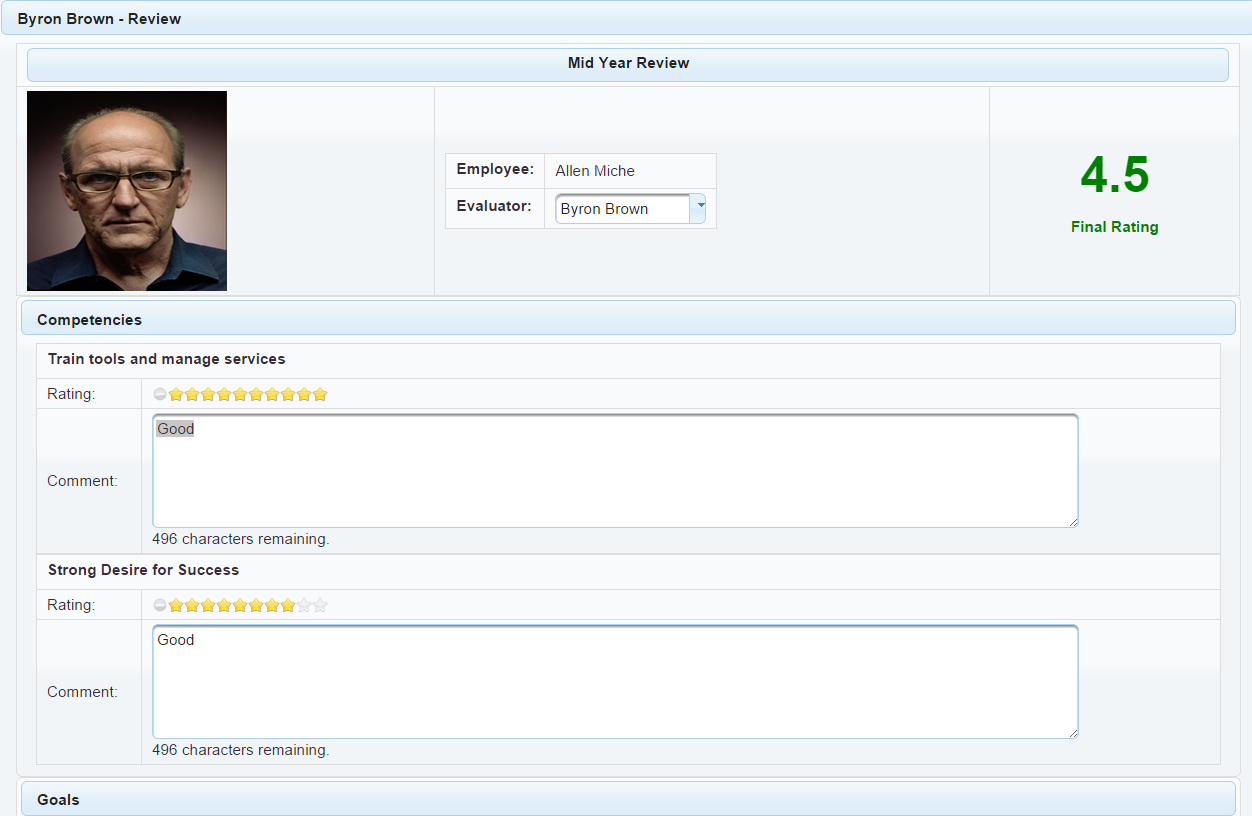 Byron Brown - Review
Mid Year Review
Employee: Allen Miche
Evaluator: Byron Brown
4.5
Final Rating
Competencies
Train tools and manage services
Rating:
Comment:
Good
496 characters remaining.
Strong Desire for Success
Rating:
Comment:
Good
496 characters remaining.
Goals